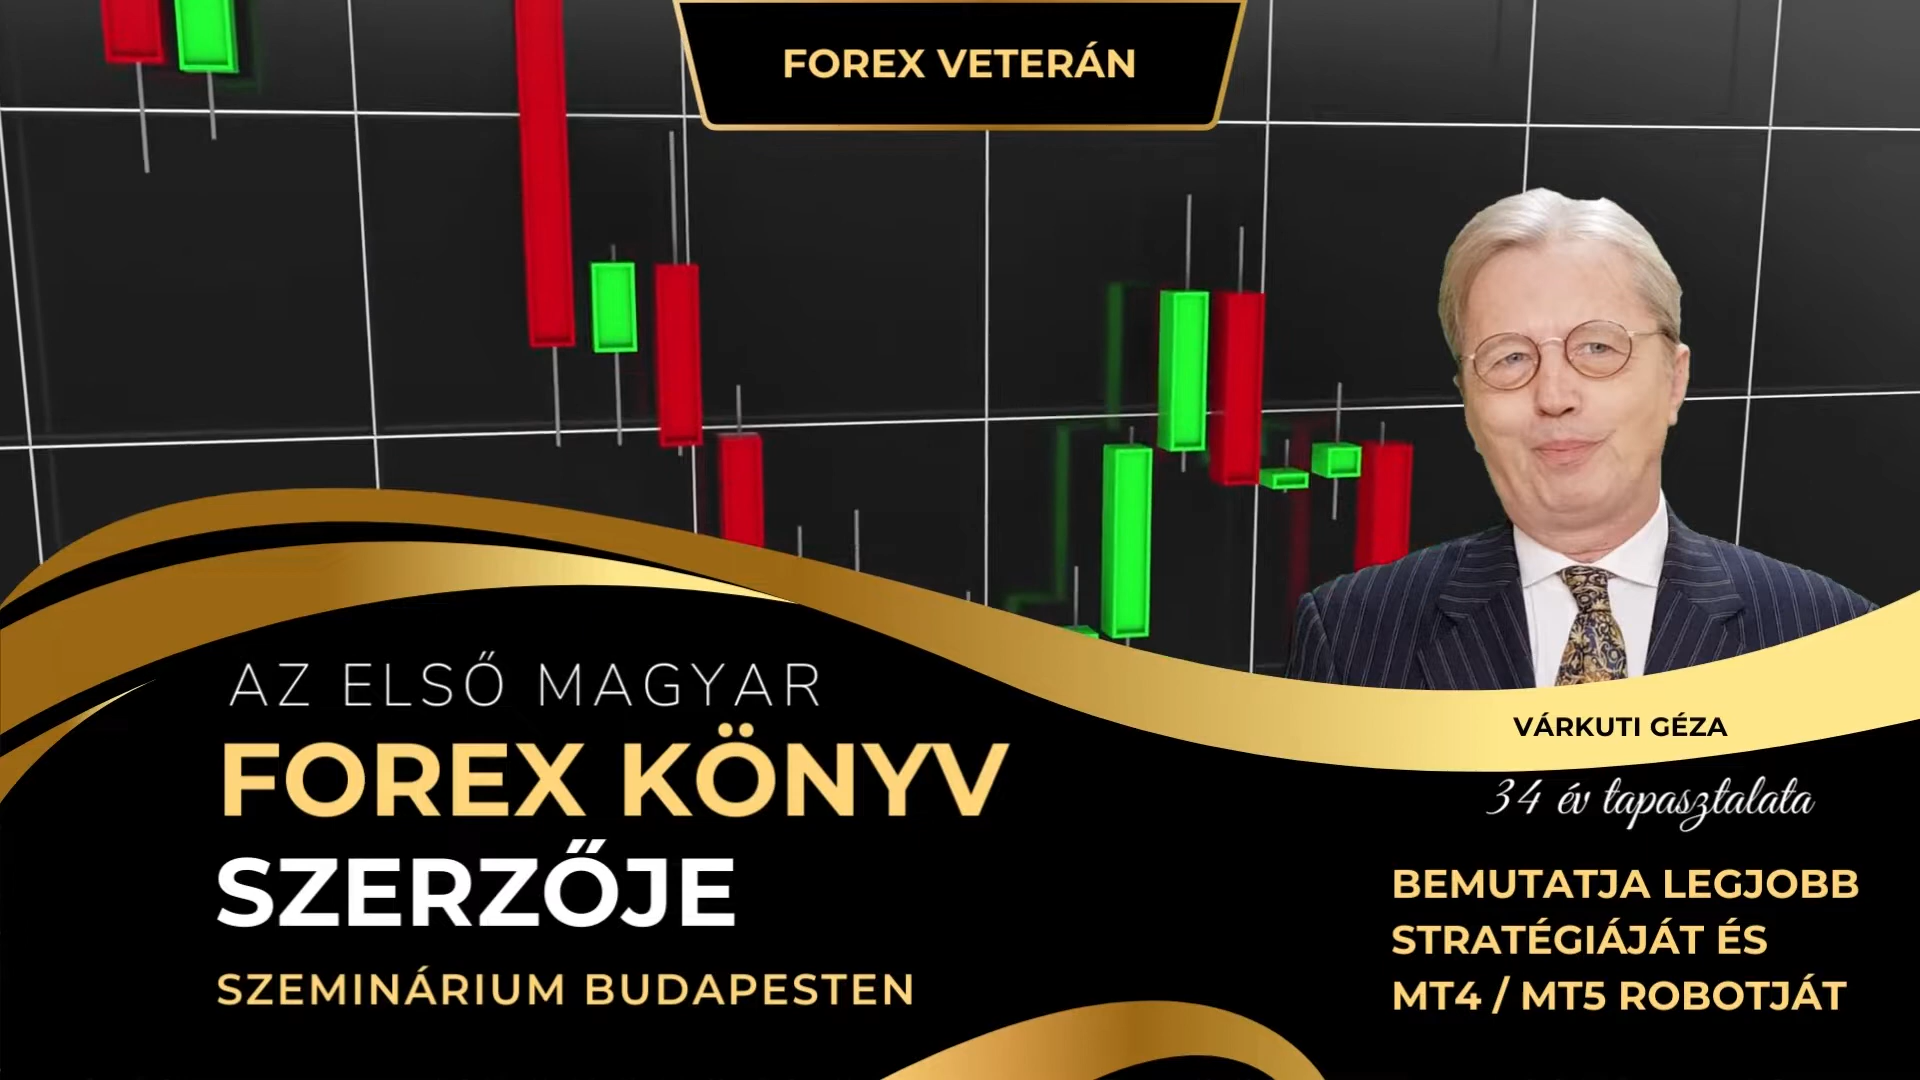 FOREX VETERÁN
AZ ELSŐ MAGYAR
FOREX KÖNYV
SZERZŐJE
SZEMINÁRIUM BUDAPESTEN
VÁRKUTI GÉZA
34 év tapasztalata
BEMUTATJA LEGJOBB
STRATÉGIÁJÁT ÉS
MT4 / MT5 ROBOTJÁT